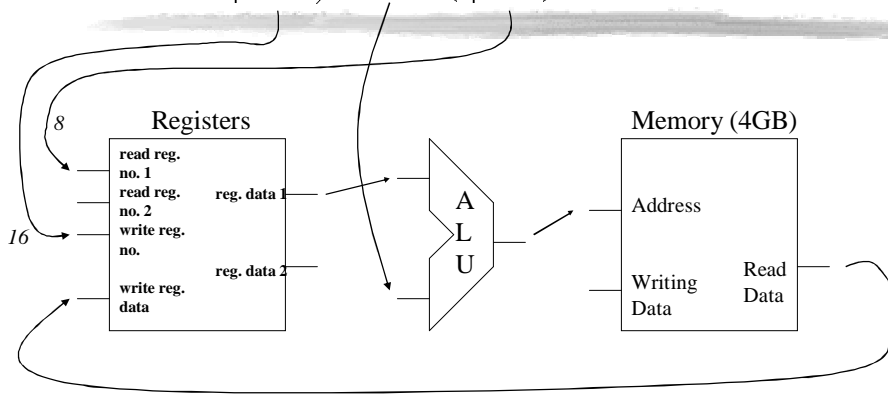 8
Registers
Memory (4GB)
read reg.
no. 1
read reg.
no. 2
write reg.
no.
write reg.
data
reg. data 1
reg. data 2
16
A
L
U
Address
Writing
Data
Read
Data